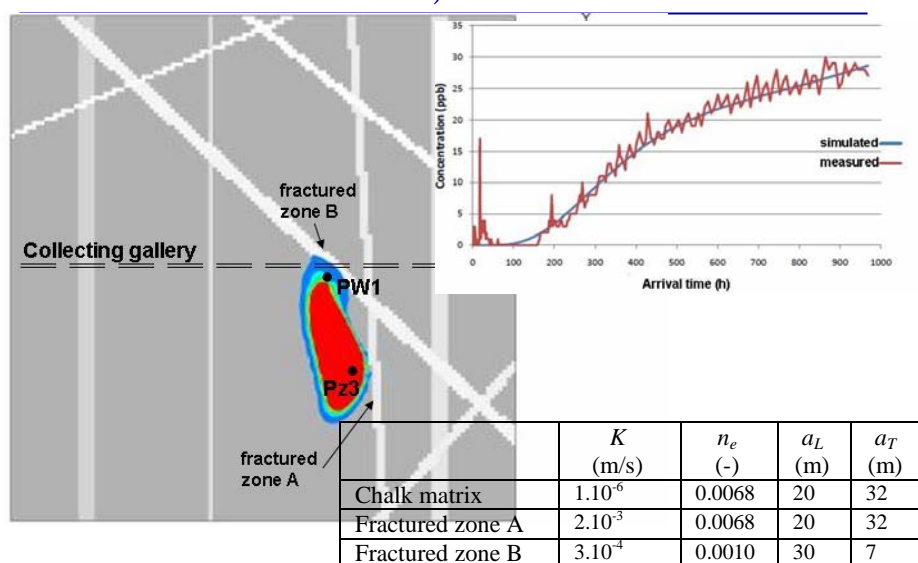 Y
35
30
25
20
15
10
5
0
Concentration (ppb)
simulated
measured
0 100 200 300 400 500 600 700 800 900 1000
Arrival time (h)
fractured
zone B
Collecting gallery
PW1
Pz3
fractured
zone A
K n_e a_L a_T
(m/s) (-) (m) (m)
Chalk matrix 1.10⁻⁶ 0.0068 20 32
Fractured zone A 2.10⁻³ 0.0068 20 32
Fractured zone B 3.10⁻⁴ 0.0010 30 7